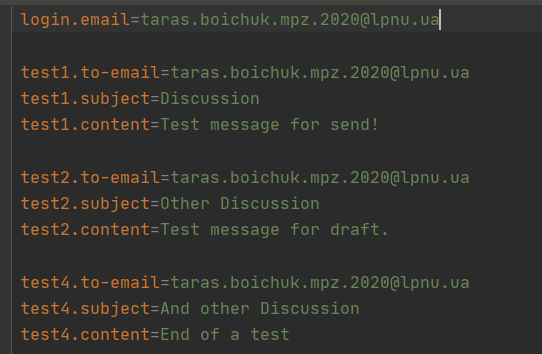 login.email=taras.boichuk.mpz.2020@lpnu.ua
test1.to-email=taras.boichuk.mpz.2020@lpnu.ua
test1.subject=Discussion
test1.content=Test message for send!
test2.to-email=taras.boichuk.mpz.2020@lpnu.ua
test2.subject=Other Discussion
test2.content=Test message for draft.
test4.to-email=taras.boichuk.mpz.2020@lpnu.ua
test4.subject=And other Discussion
test4.content=End of a test